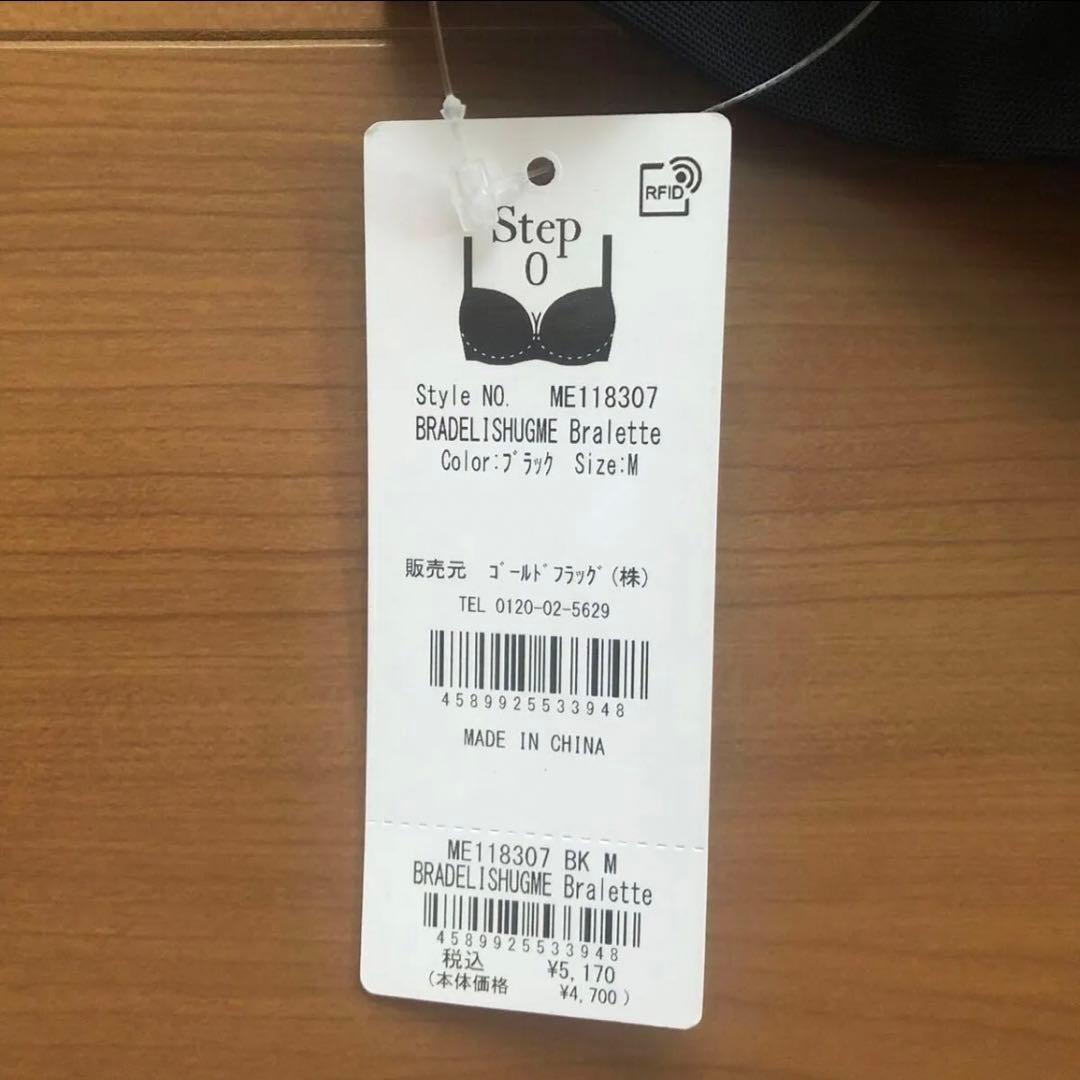 RFID
Step
0
Style NO. ME118307
BRADELISHUGME Bralette
Color:ﾌﾞﾗｯｸ Size:M
販売元 ｺﾞｰﾙﾄﾞﾌﾗｯｸﾞ(株)
TEL 0120-02-5629
4589925533948
MADE IN CHINA
ME118307 BK M
BRADELISHUGME Bralette
4589925533948
税込 ¥5,170
(本体価格 ¥4,700)